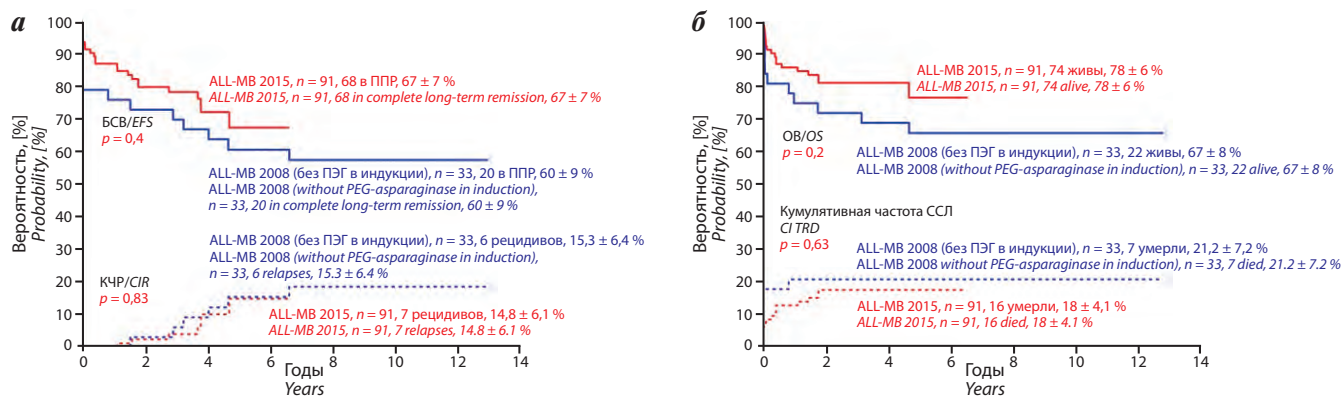 а
100
90
80
70
60
50
40
30
20
10
0
Вероятность, [%]
Probability, [%]
ALL-MB 2015, n = 91, 68 в ППР, 67 ± 7 %
ALL-MB 2015, n = 91, 68 in complete long-term remission, 67 ± 7 %
БСВ/EFS
p = 0,4
ALL-MB 2008 (без ПЭГ в индукции), n = 33, 20 в ППР, 60 ± 9 %
ALL-MB 2008 (without PEG-asparaginase in induction),
n = 33, 20 in complete long-term remission, 60 ± 9 %
ALL-MB 2008 (без ПЭГ в индукции), n = 33, 6 рецидивов, 15,3 ± 6,4 %
ALL-MB 2008 (without PEG-asparaginase in induction),
n = 33, 6 relapses, 15.3 ± 6.4 %
КЧР/CIR
p = 0,83
ALL-MB 2015, n = 91, 7 рецидивов, 14,8 ± 6,1 %
ALL-MB 2015, n = 91, 7 relapses, 14.8 ± 6.1 %
0 2 4 6 8 10 12 14
Годы
Years
б
100
90
80
70
60
50
40
30
20
10
0
Вероятность, [%]
Probability, [%]
ALL-MB 2015, n = 91, 74 живы, 78 ± 6 %
ALL-MB 2015, n = 91, 74 alive, 78 ± 6 %
ОВ/OS
p = 0,2
ALL-MB 2008 (без ПЭГ в индукции), n = 33, 22 живы, 67 ± 8 %
ALL-MB 2008 (without PEG-asparaginase in induction), n = 33, 22 alive, 67 ± 8 %
Кумулятивная частота ССЛ
CI TRD
p = 0,63
ALL-MB 2008 (без ПЭГ в индукции), n = 33, 7 умерли, 21,2 ± 7,2 %
ALL-MB 2008 without PEG-asparaginase in induction), n = 33, 7 died, 21.2 ± 7.2 %
ALL-MB 2015, n = 91, 16 умерли, 18 ± 4,1 %
ALL-MB 2015, n = 91, 16 died, 18 ± 4.1 %
0 2 4 6 8 10 12 14
Годы
Years